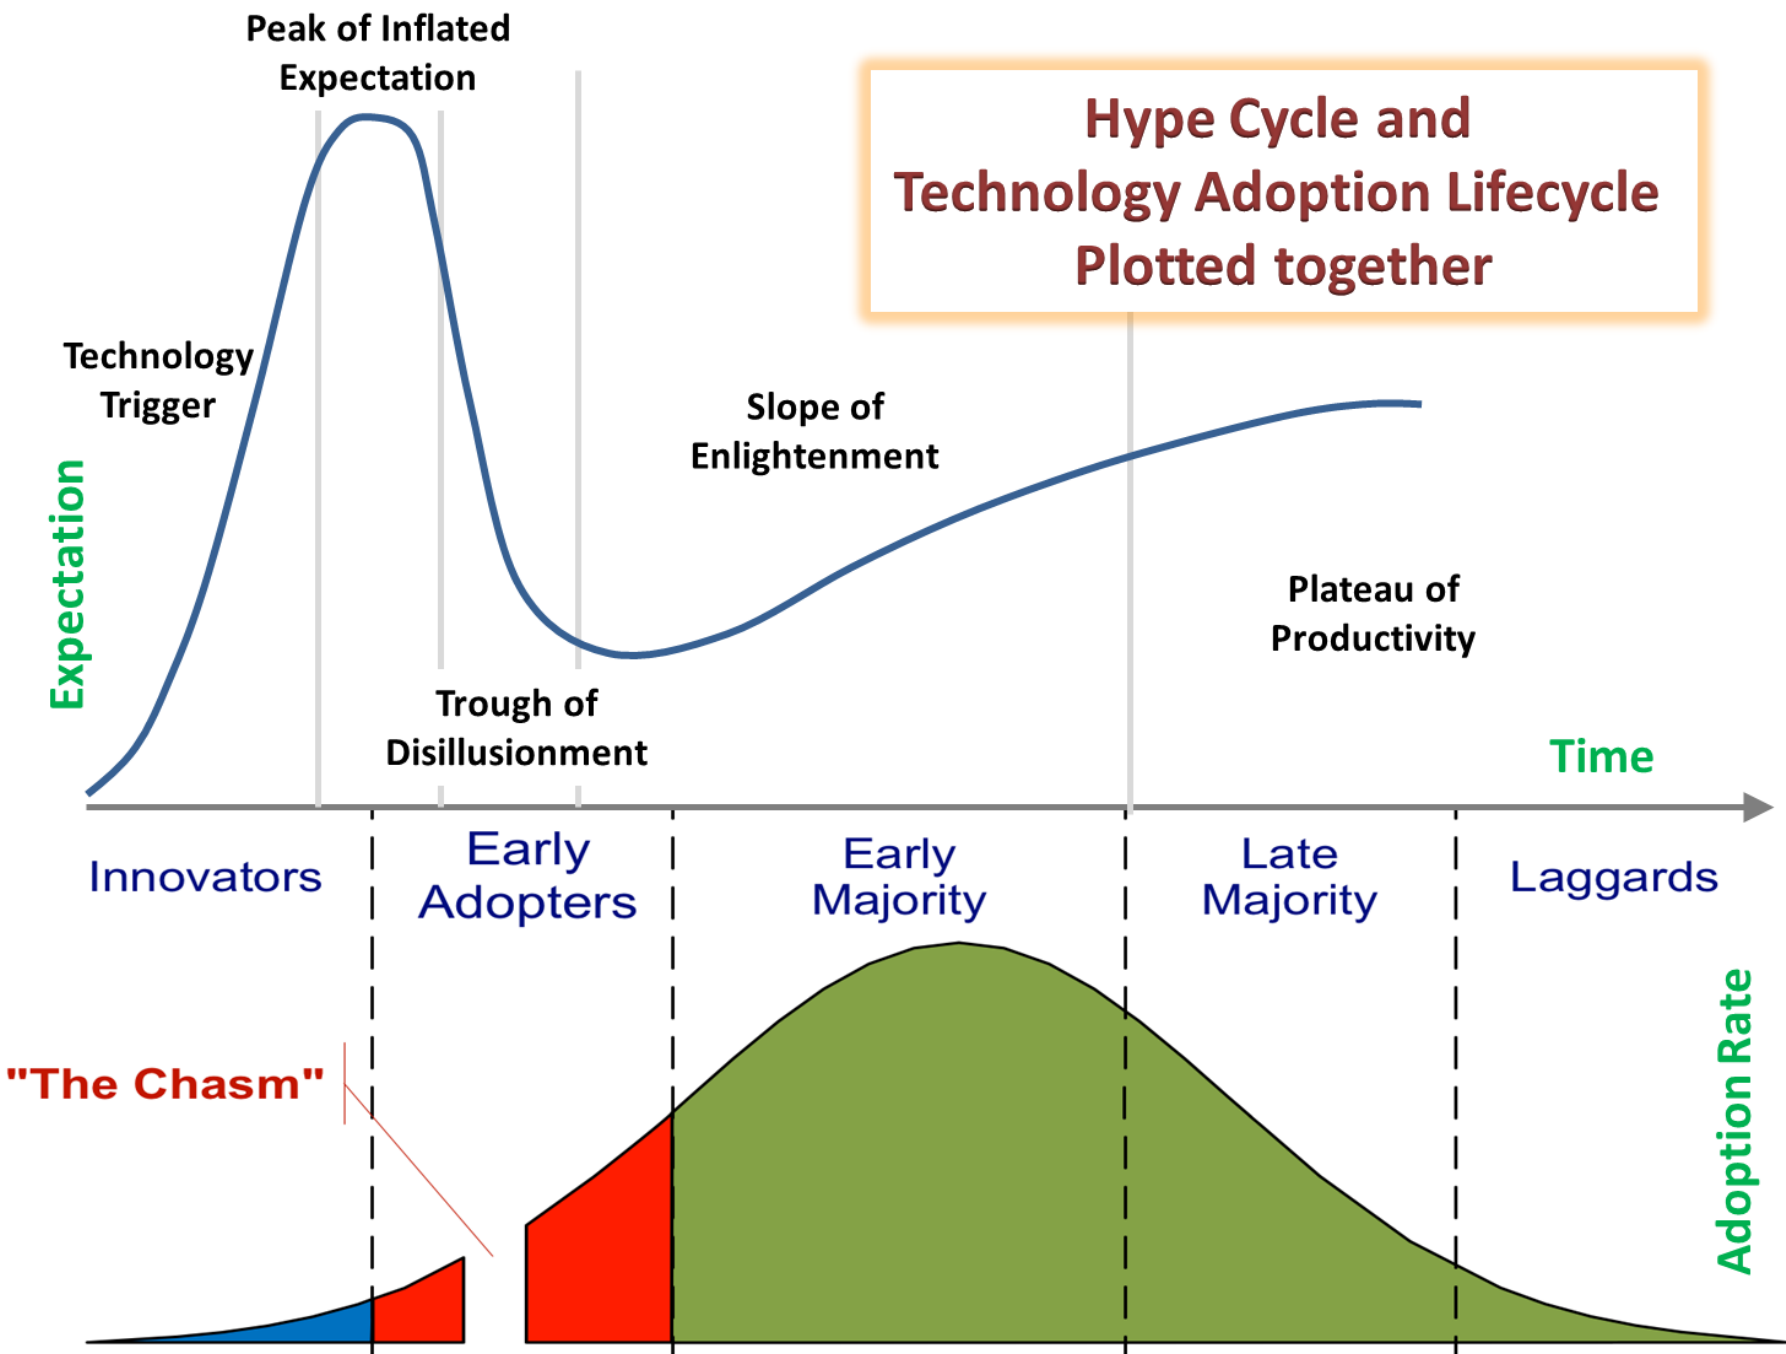 Peak of Inflated
Expectation
Hype Cycle and
Technology Adoption Lifecycle
Plotted together
Technology
Trigger
Slope of
Enlightenment
Expectation
Plateau of
Productivity
Trough of
Disillusionment
Time
Innovators
Early
Adopters
Early
Majority
Late
Majority
Laggards
"The Chasm"
Adoption Rate